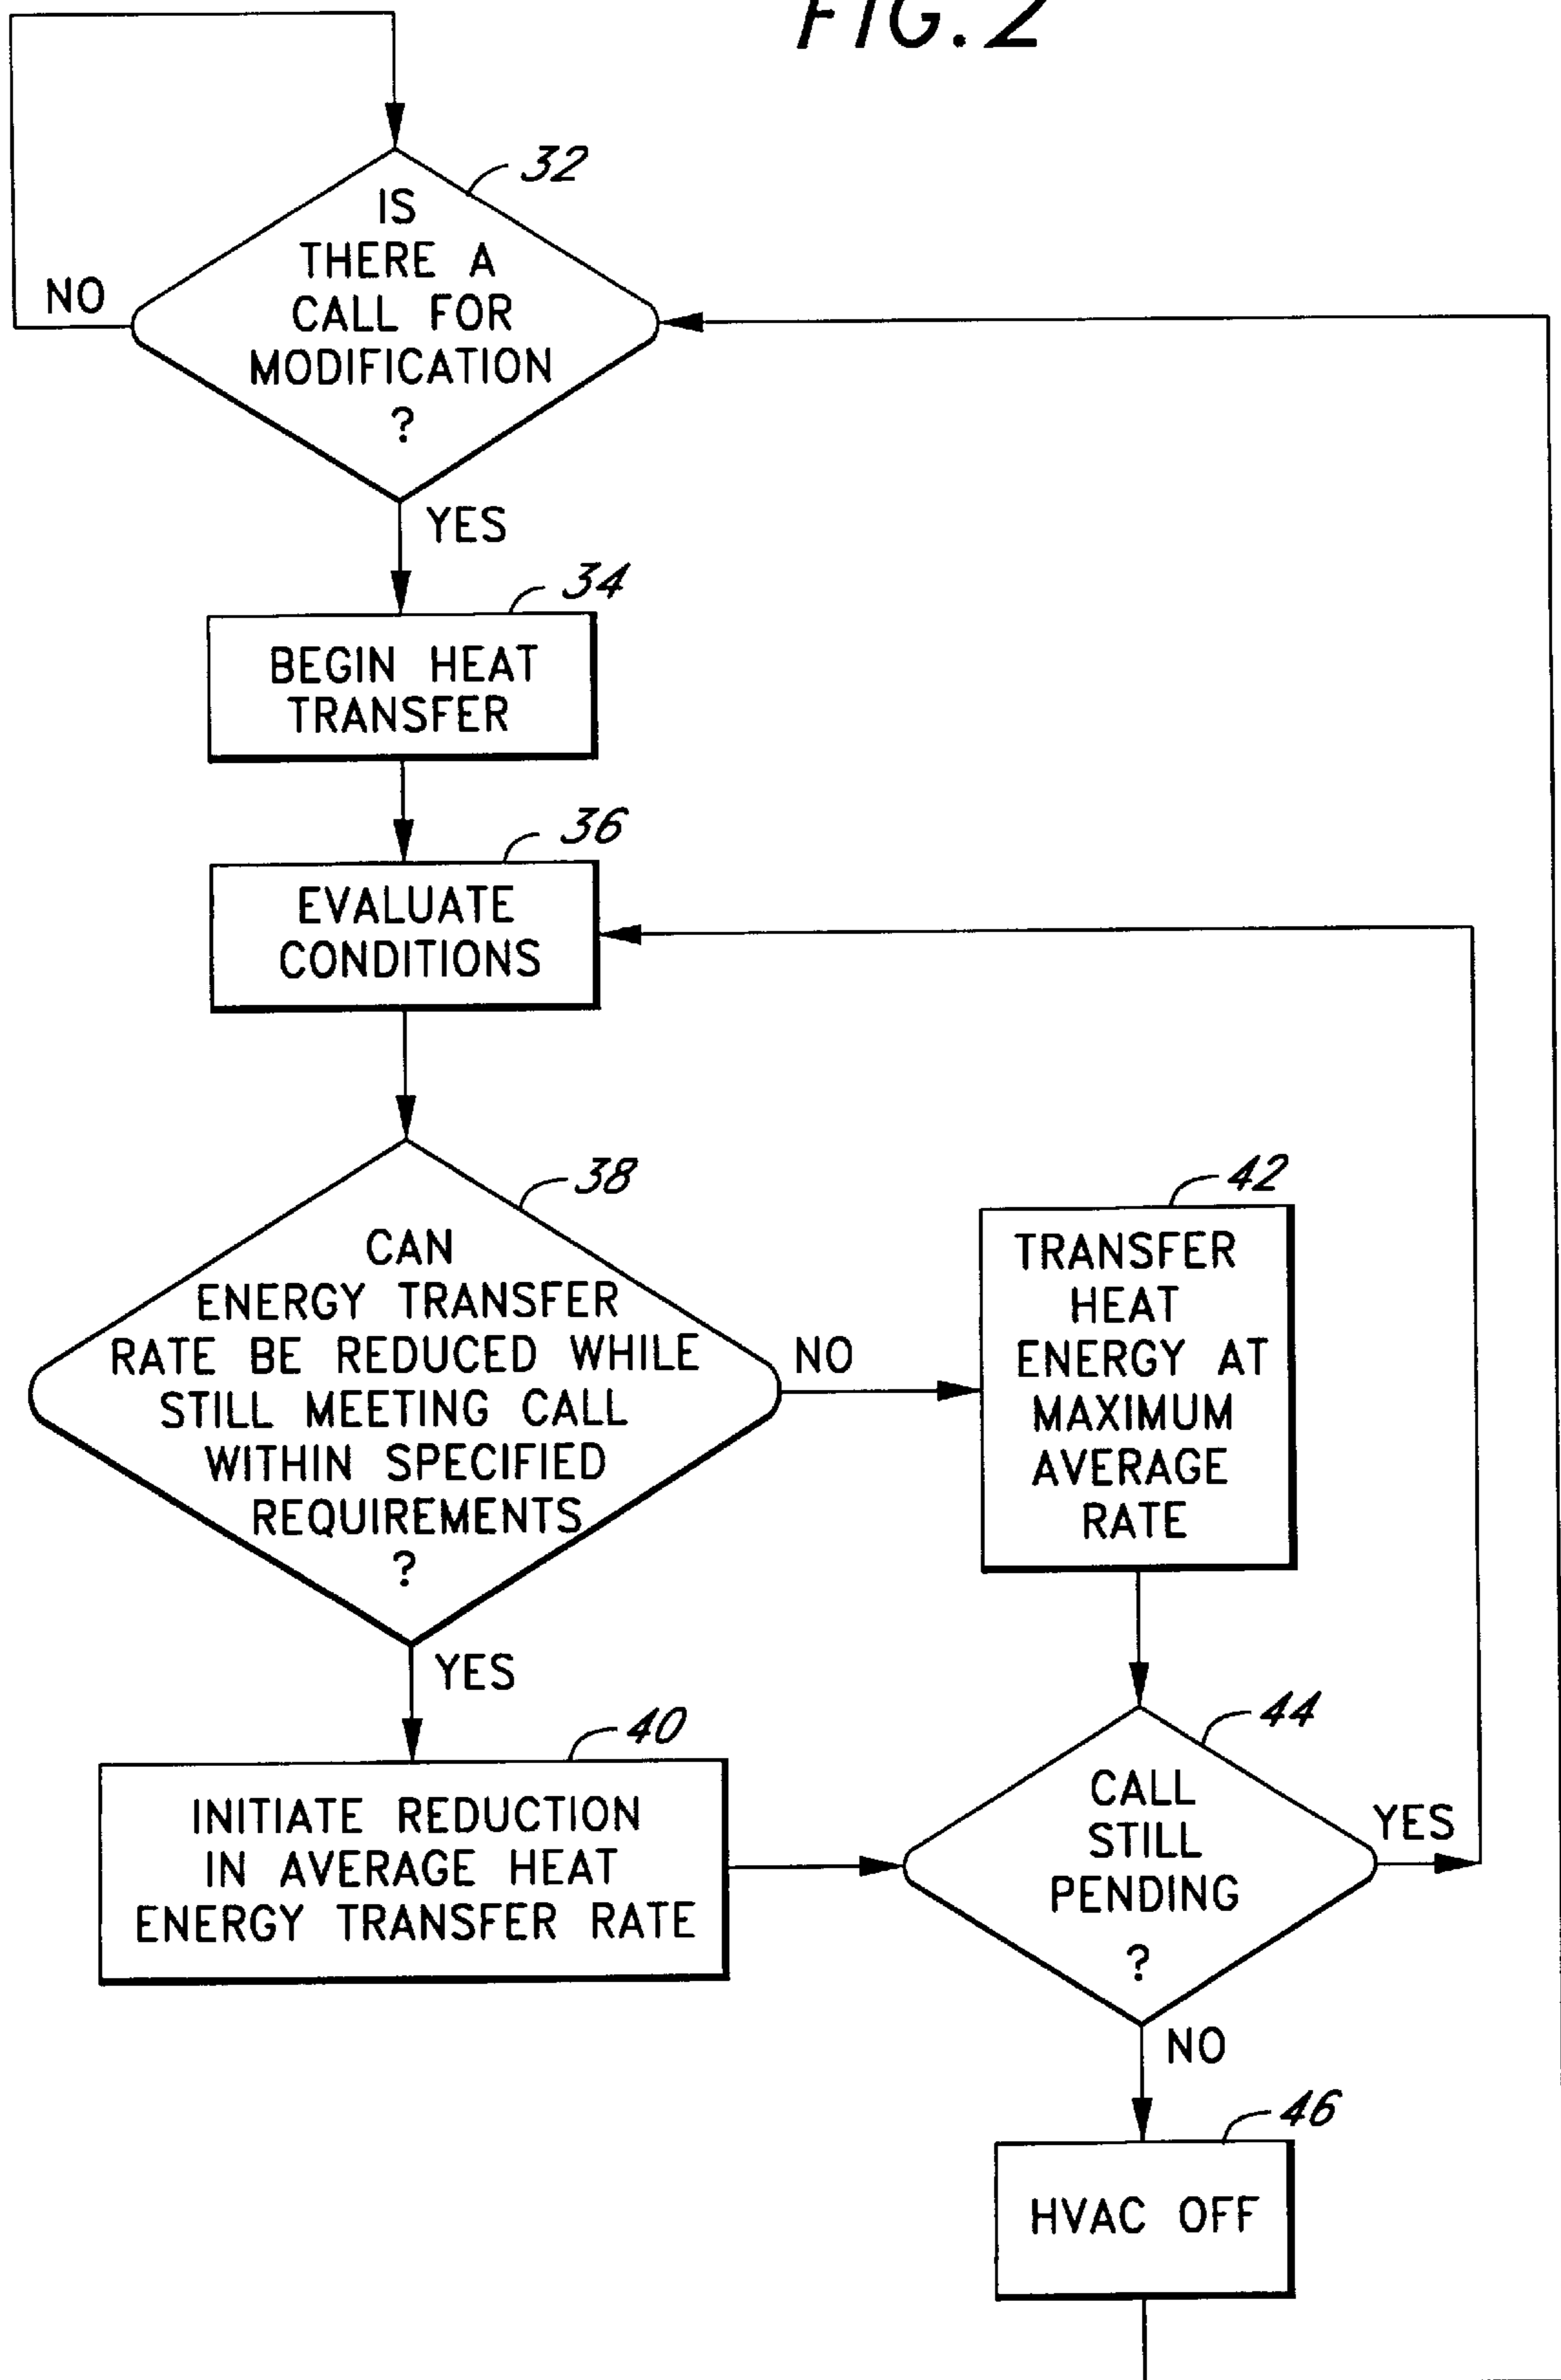 FIG. 2
32
IS
THERE A
CALL FOR
MODIFICATION
?
NO
YES
34
BEGIN HEAT
TRANSFER
36
EVALUATE
CONDITIONS
38
CAN
ENERGY TRANSFER
RATE BE REDUCED WHILE
STILL MEETING CALL
WITHIN SPECIFIED
REQUIREMENTS
?
NO
YES
42
TRANSFER
HEAT
ENERGY AT
MAXIMUM
AVERAGE
RATE
40
INITIATE REDUCTION
IN AVERAGE HEAT
ENERGY TRANSFER RATE
44
CALL
STILL
PENDING
?
YES
NO
46
HVAC OFF